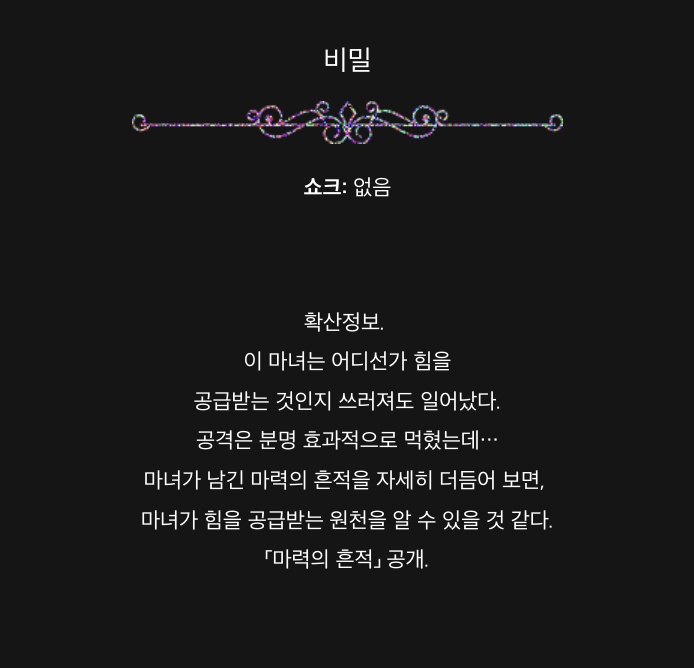 비밀
쇼크: 없음
확산정보.
이 마녀는 어디선가 힘을
공급받는 것인지 쓰러져도 일어났다.
공격은 분명 효과적으로 먹혔는데…
마녀가 남긴 마력의 흔적을 자세히 더듬어 보면,
마녀가 힘을 공급받는 원천을 알 수 있을 것 같다.
「마력의 흔적」 공개.